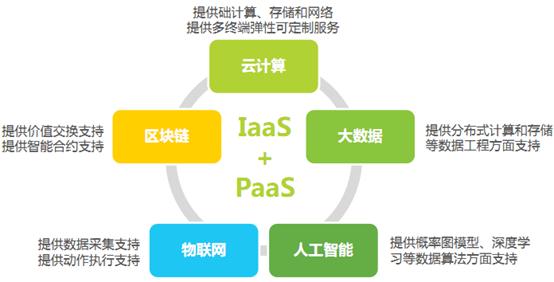 提供础计算、存储和网络
提供多终端弹性可定制服务
云计算
提供价值交换支持
提供智能合约支持
区块链
IaaS
+
PaaS
大数据
提供分布式计算和存储
等数据工程方面支持
提供数据采集支持
提供动作执行支持
物联网
人工智能
提供概率图模型、深度学
习等数据算法方面支持